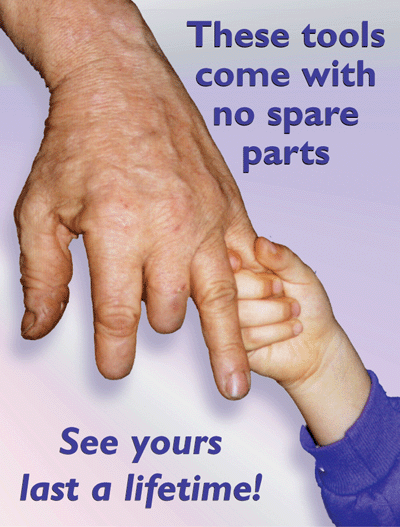 These tools
come with
no spare
parts
See yours
last a lifetime!